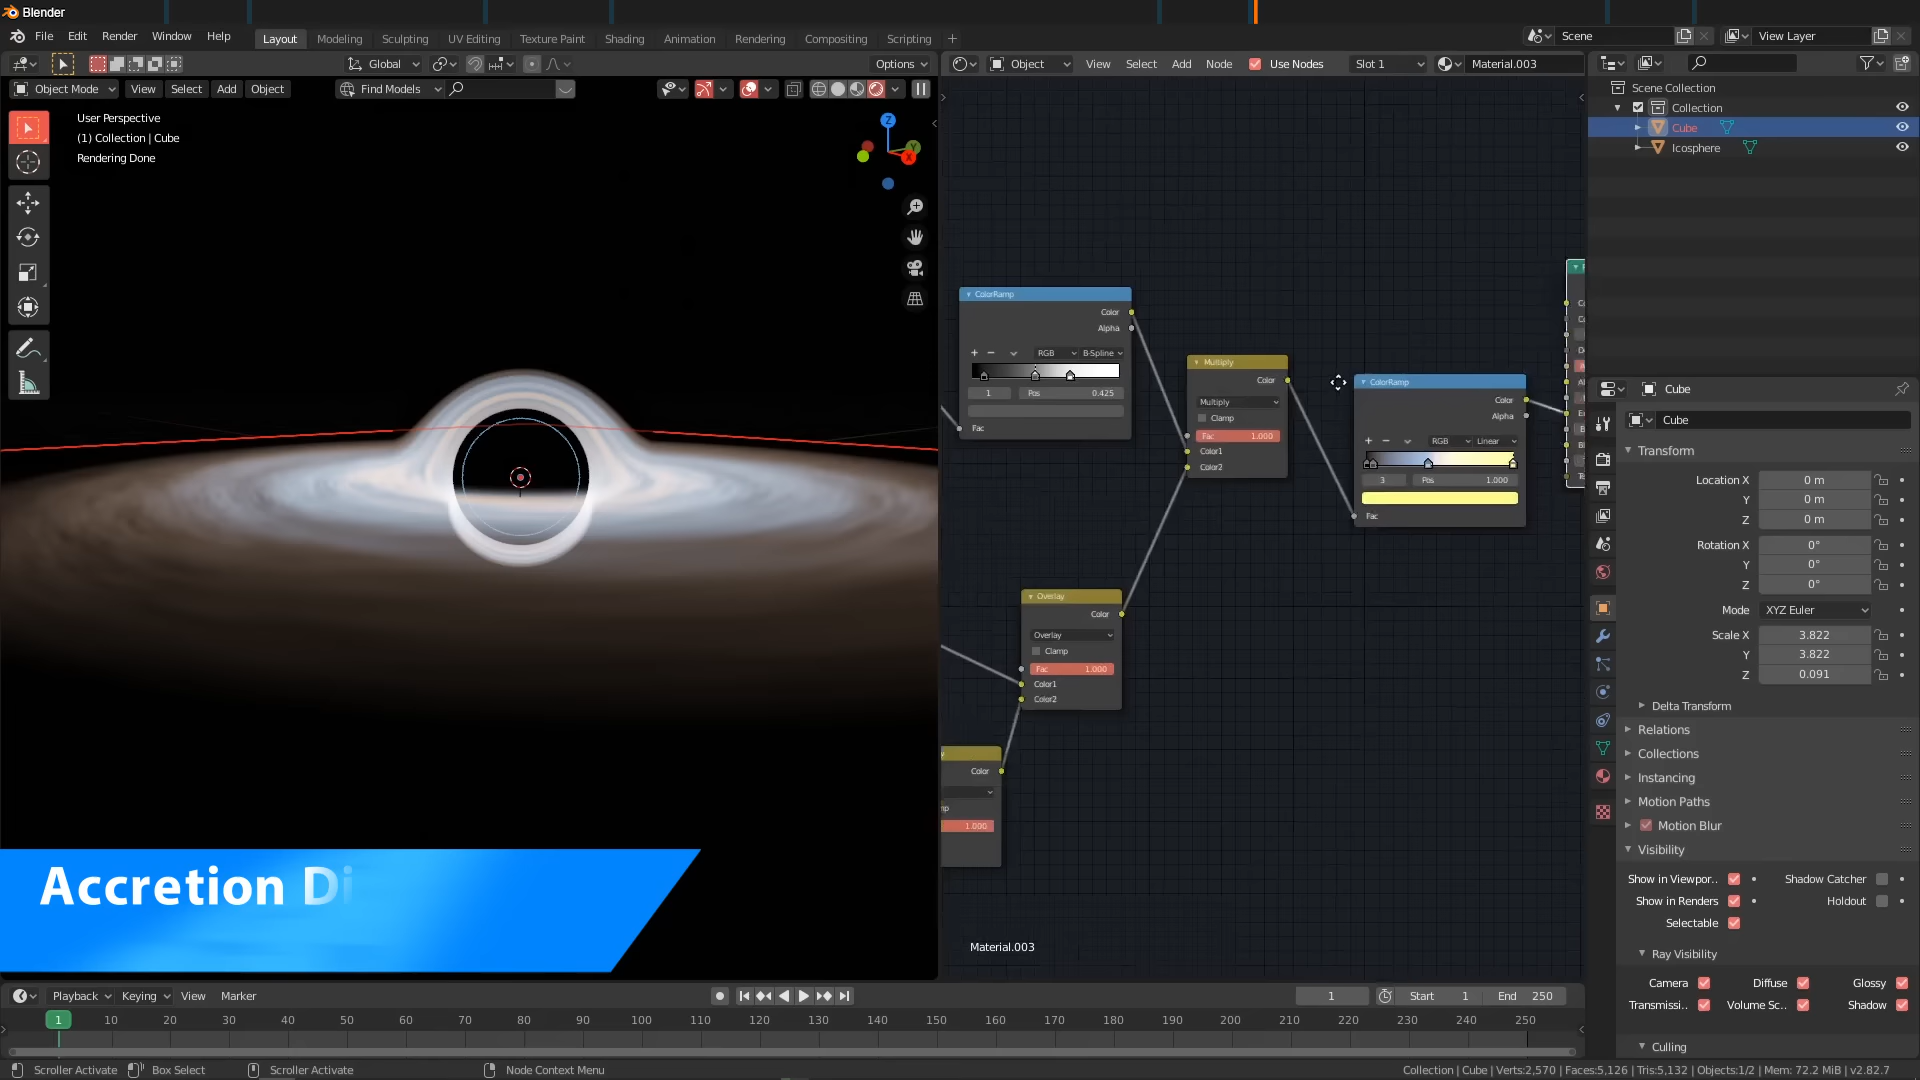 Blender
File Edit Render Window Help
Layout Modeling Sculpting UV Editing Texture Paint Shading Animation Rendering Compositing Scripting +
Scene
View Layer
Global
Options
Object View Select Add Node Use Nodes Slot 1 Material.003
Object Mode View Select Add Object Find Models
User Perspective
(1) Collection | Cube
Rendering Done
Z
Y
X
Scene Collection
Collection
Cube
Icosphere
ColorRamp
Color
Alpha
RGB B-Spline
1 Pos 0.425
Fac
Multiply
Color
Multiply
Clamp
Fac 1.000
Color1
Color2
ColorRamp
Color
Alpha
RGB Linear
3 Pos 1.000
Fac
Overlay
Color
Overlay
Clamp
Fac 1.000
Color1
Color2
Color
1.000
Material.003
Cube
Cube
Transform
Location X 0 m
Y 0 m
Z 0 m
Rotation X 0°
Y 0°
Z 0°
Mode XYZ Euler
Scale X 3.822
Y 3.822
Z 0.091
Delta Transform
Relations
Collections
Instancing
Motion Paths
Motion Blur
Visibility
Show in Viewpor.. Shadow Catcher
Show in Renders Holdout
Selectable
Ray Visibility
Camera Diffuse Glossy
Transmissi.. Volume Sc.. Shadow
Culling
Accretion Di
Playback Keying View Marker
1 Start 1 End 250
1 10 20 30 40 50 60 70 80 90 100 110 120 130 140 150 160 170 180 190 200 210 220 230 240 250
Scroller Activate Box Select Scroller Activate Node Context Menu
Collection | Cube | Verts:2,570 | Faces:5,126 | Tris:5,132 | Objects:1/2 | Mem: 72.2 MiB | v2.82.7